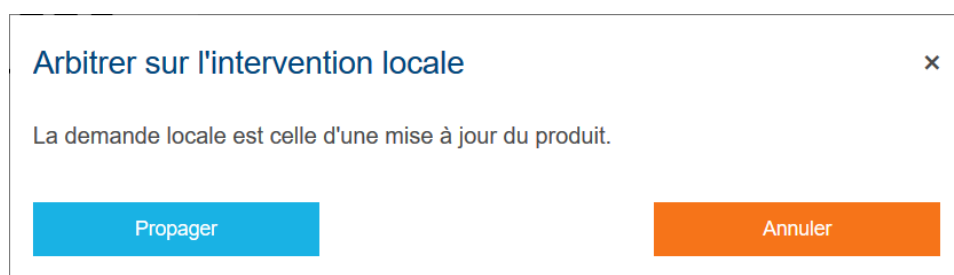 Arbitrer sur l'intervention locale ×
La demande locale est celle d'une mise à jour du produit.
Propager Annuler